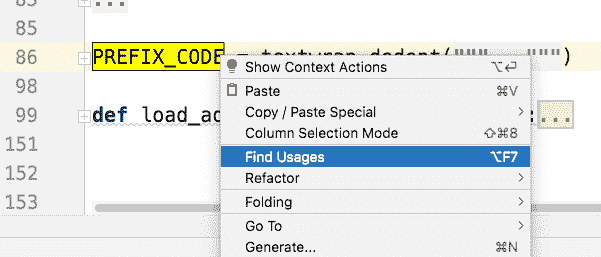 ...
85
86 PREFIX_CODE = textwrap.dedent("""...""")
98
99 def load_ad :...
151
152
153
Show Context Actions ⌥↩
Paste ⌘V
Copy / Paste Special >
Column Selection Mode ⇧⌘8
Find Usages ⌥F7
Refactor >
Folding >
Go To >
Generate... ⌘N